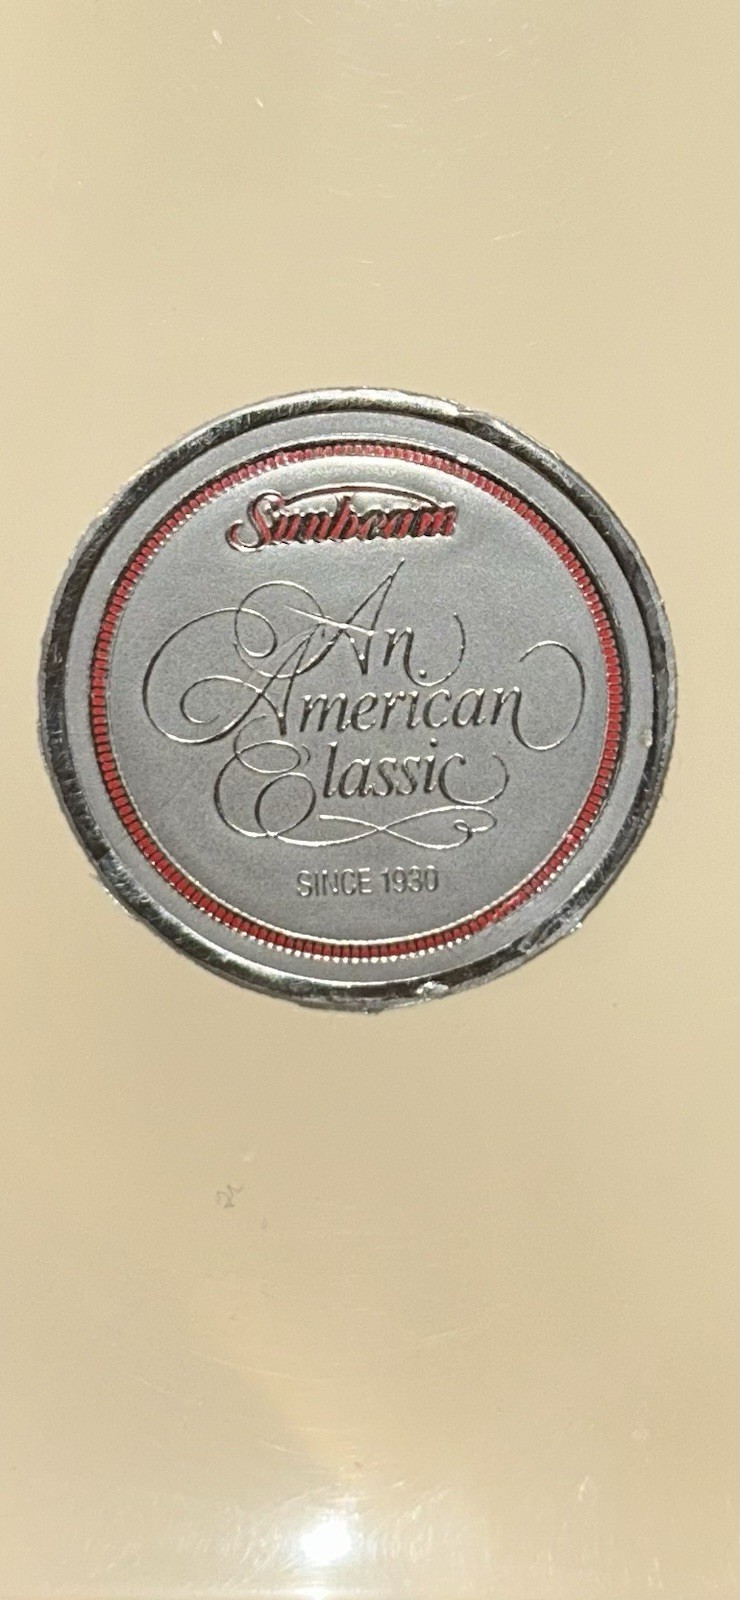 Sunbeam
An
American
Classic
SINCE 1930